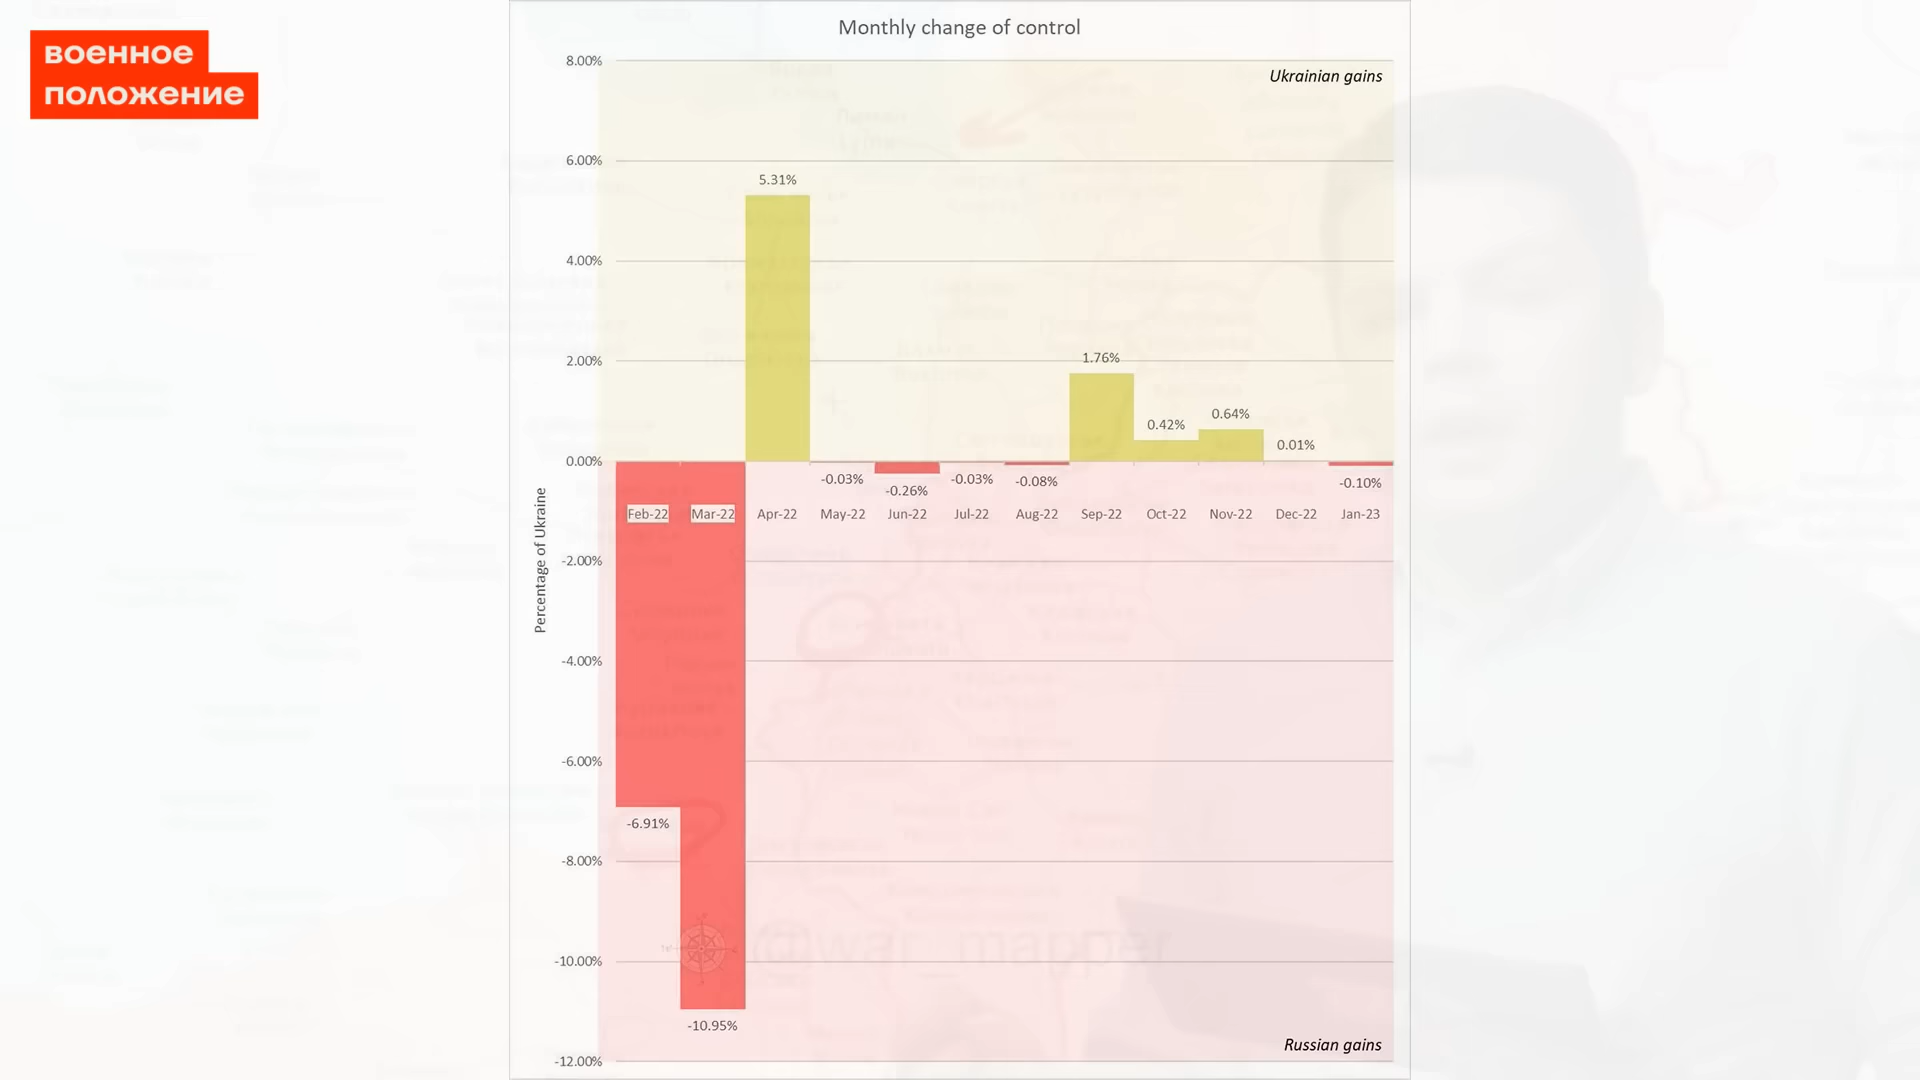 военное
положение
Monthly change of control
8.00%
Ukrainian gains
6.00%
5.31%
4.00%
2.00%
1.76%
0.64%
0.42%
0.01%
0.00%
-0.03%
-0.26%
-0.03%
-0.08%
-0.10%
Feb-22 Mar-22 Apr-22 May-22 Jun-22 Jul-22 Aug-22 Sep-22 Oct-22 Nov-22 Dec-22 Jan-23
Percentage of Ukraine
-2.00%
-4.00%
-6.00%
-6.91%
-8.00%
@war_mapper
-10.00%
-10.95%
Russian gains
-12.00%